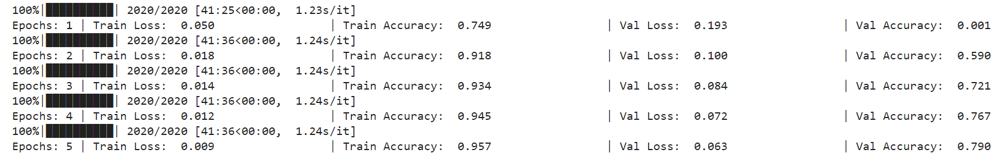 100%|██████████| 2020/2020 [41:25<00:00,  1.23s/it]
Epochs: 1 | Train Loss:  0.050                 | Train Accuracy:  0.749                 | Val Loss:  0.193                 | Val Accuracy:  0.001
100%|██████████| 2020/2020 [41:36<00:00,  1.24s/it]
Epochs: 2 | Train Loss:  0.018                 | Train Accuracy:  0.918                 | Val Loss:  0.100                 | Val Accuracy:  0.590
100%|██████████| 2020/2020 [41:36<00:00,  1.24s/it]
Epochs: 3 | Train Loss:  0.014                 | Train Accuracy:  0.934                 | Val Loss:  0.084                 | Val Accuracy:  0.721
100%|██████████| 2020/2020 [41:36<00:00,  1.24s/it]
Epochs: 4 | Train Loss:  0.012                 | Train Accuracy:  0.945                 | Val Loss:  0.072                 | Val Accuracy:  0.767
100%|██████████| 2020/2020 [41:36<00:00,  1.24s/it]
Epochs: 5 | Train Loss:  0.009                 | Train Accuracy:  0.957                 | Val Loss:  0.063                 | Val Accuracy:  0.790